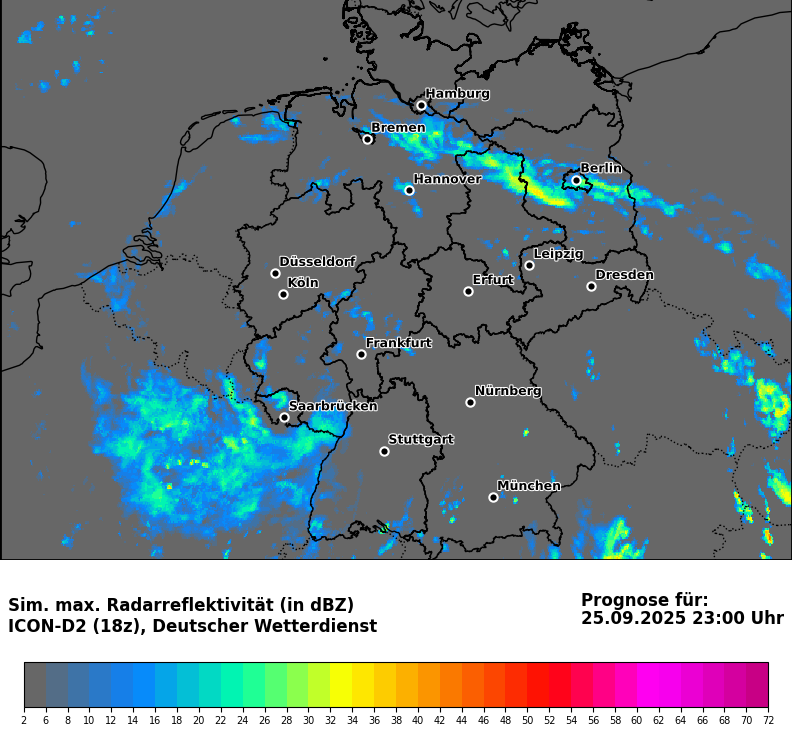 Hamburg
Bremen
Berlin
Hannover
Düsseldorf
Leipzig
Köln
Erfurt
Dresden
Frankfurt
Nürnberg
Saarbrücken
Stuttgart
München
Sim. max. Radarreflektivität (in dBZ)
ICON-D2 (18z), Deutscher Wetterdienst
Prognose für:
25.09.2025 23:00 Uhr
2 6 8 10 12 14 16 18 20 22 24 26 28 30 32 34 36 38 40 42 44 46 48 50 52 54 56 58 60 62 64 66 68 70 72